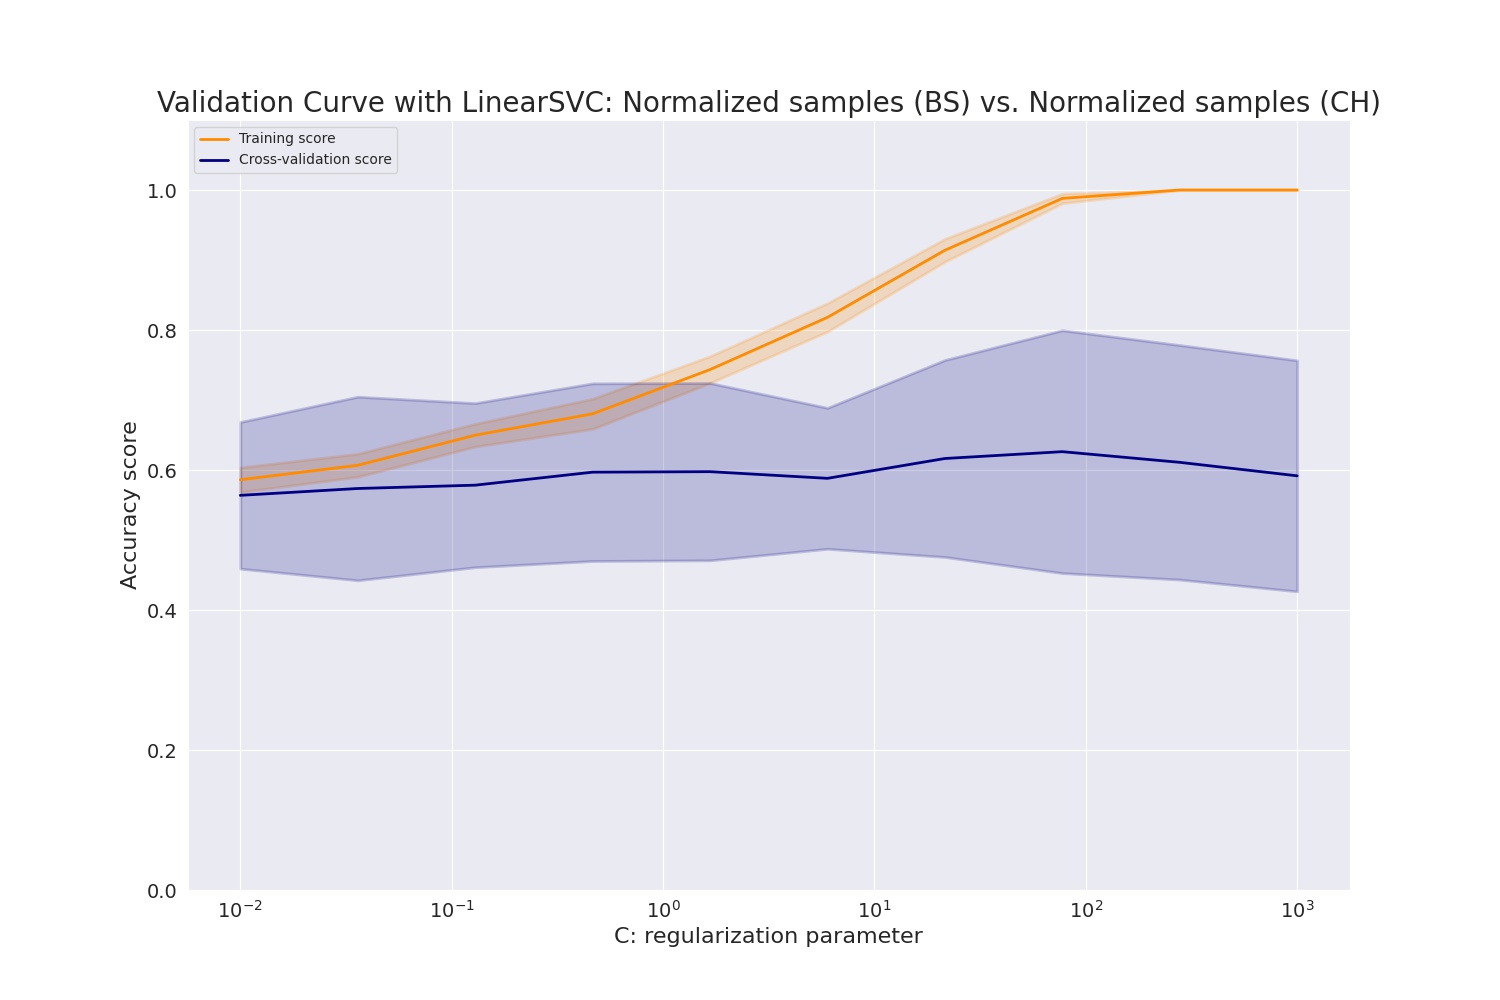 Validation Curve with LinearSVC: Normalized samples (BS) vs. Normalized samples (CH)
Training score
Cross-validation score
1.0
0.8
0.6
0.4
0.2
0.0
Accuracy score
10⁻² 10⁻¹ 10⁰ 10¹ 10² 10³
C: regularization parameter